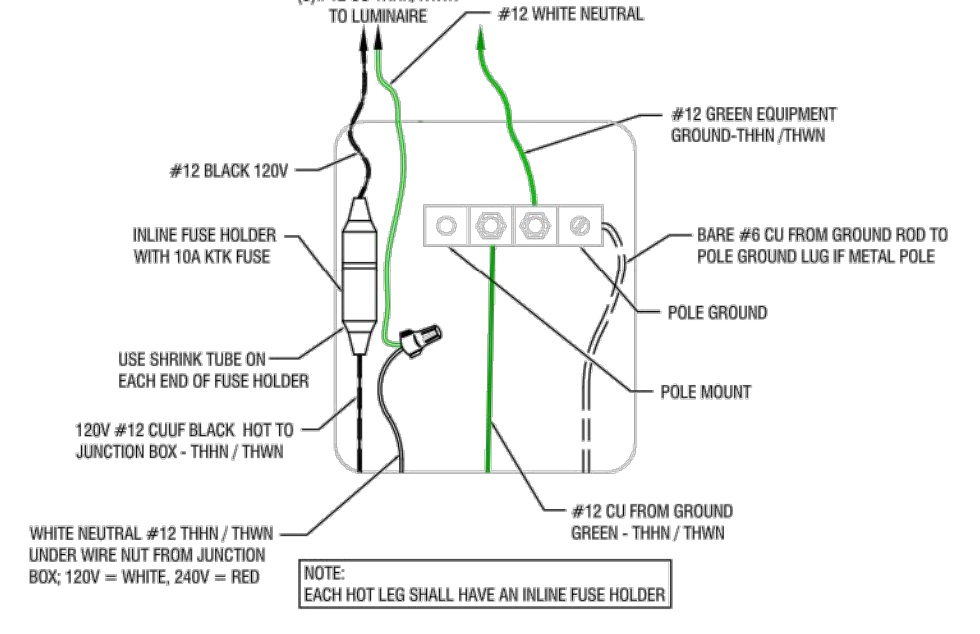 TO LUMINAIRE
#12 WHITE NEUTRAL
#12 GREEN EQUIPMENT
GROUND-THHN /THWN
#12 BLACK 120V
INLINE FUSE HOLDER
WITH 10A KTK FUSE
BARE #6 CU FROM GROUND ROD TO
POLE GROUND LUG IF METAL POLE
POLE GROUND
USE SHRINK TUBE ON
EACH END OF FUSE HOLDER
POLE MOUNT
120V #12 CUUF BLACK HOT TO
JUNCTION BOX - THHN / THWN
#12 CU FROM GROUND
GREEN - THHN / THWN
WHITE NEUTRAL #12 THHN / THWN
UNDER WIRE NUT FROM JUNCTION
BOX; 120V = WHITE, 240V = RED
NOTE:
EACH HOT LEG SHALL HAVE AN INLINE FUSE HOLDER